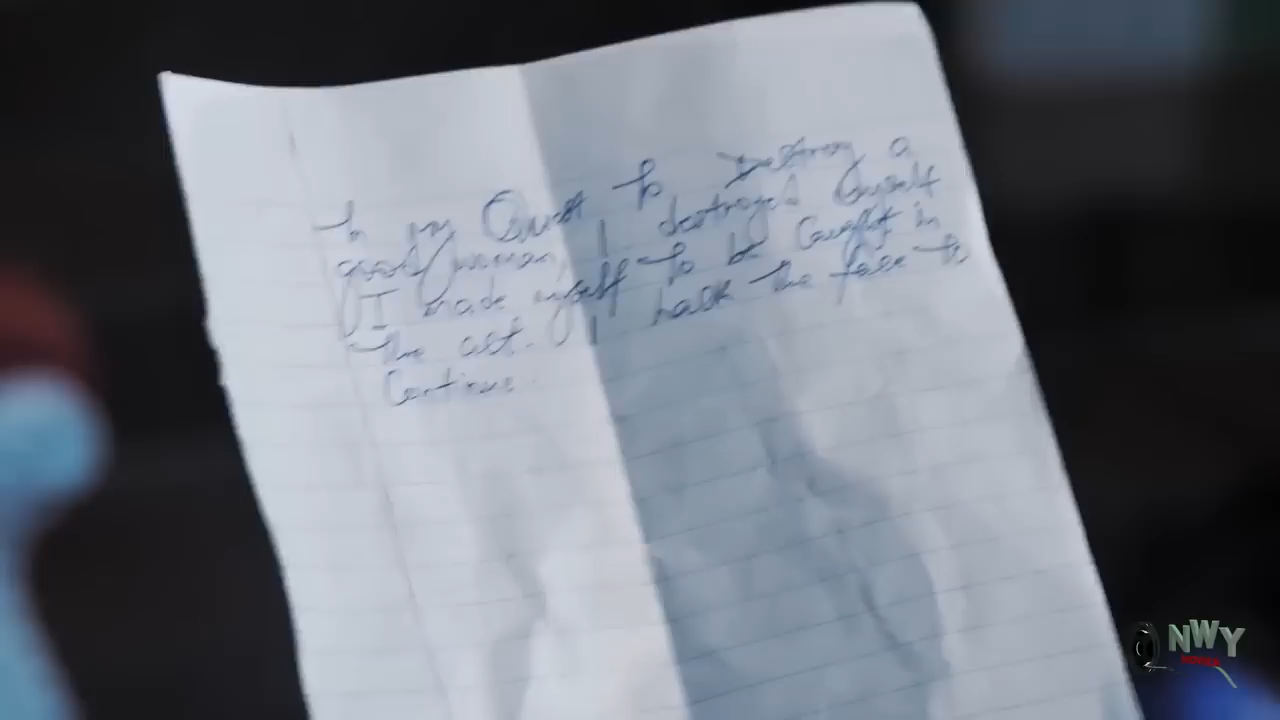 In my Quest to Destroy a
good woman, I destroyed myself
I made myself to be caught in
the act. I lack the face to
Continue.
NWY